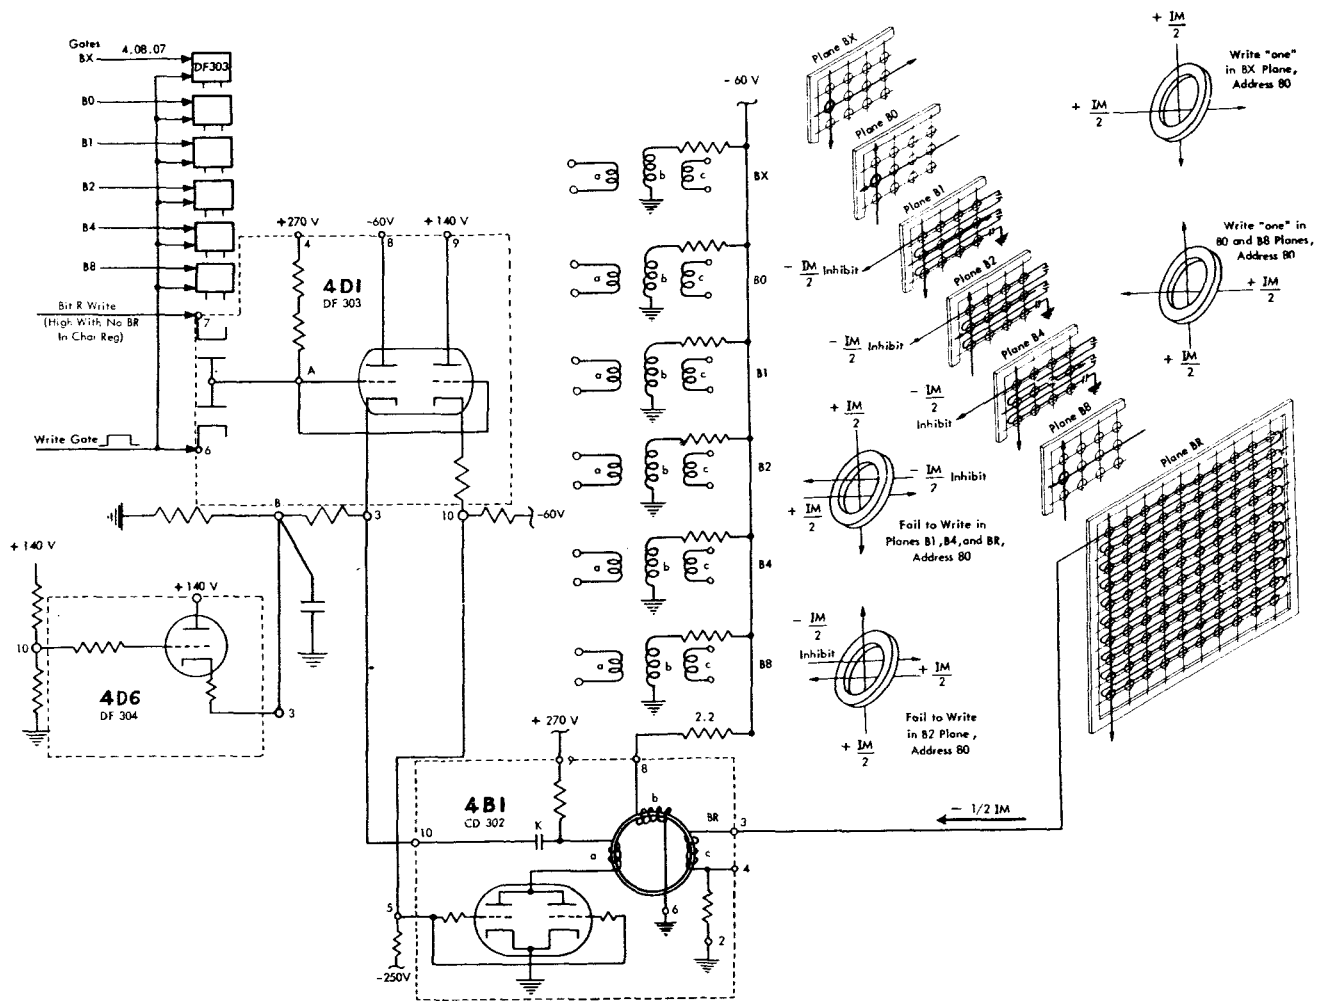 Gates
BX
4.08.07
DF303
B0
B1
B2
B4
B8
Bit R Write
(High With No BR
In Char Reg)
7
Write Gate
6
+270 V
4
-60V
8
+140 V
9
4D1
DF 303
A
B
3
10
-60V
+ 140 V
10
+ 140 V
4D6
DF 304
3
- 60 V
a
b
c
BX
a
b
c
B0
a
b
c
B1
a
b
c
B2
a
b
c
B4
a
b
c
B8
2.2
+ 270 V
9
8
4B1
CD 302
10
K
b
a
c
BR
3
4
6
2
5
-250V
- 1/2 IM
Plane BX
Plane B0
Plane B1
- IM/2 Inhibit
Plane B2
- IM/2 Inhibit
Plane B4
- IM/2
Inhibit
Plane B8
Plane BR
+ IM/2
+ IM/2
Write "one"
in BX Plane,
Address 80
Write "one" in
B0 and B8 Planes,
Address 80
+ IM/2
+ IM/2
+ IM/2
- IM/2 Inhibit
+ IM/2
Fail to Write in
Planes B1, B4, and BR,
Address 80
- IM/2
Inhibit
+ IM/2
+ IM/2
Fail to Write
in B2 Plane,
Address 80